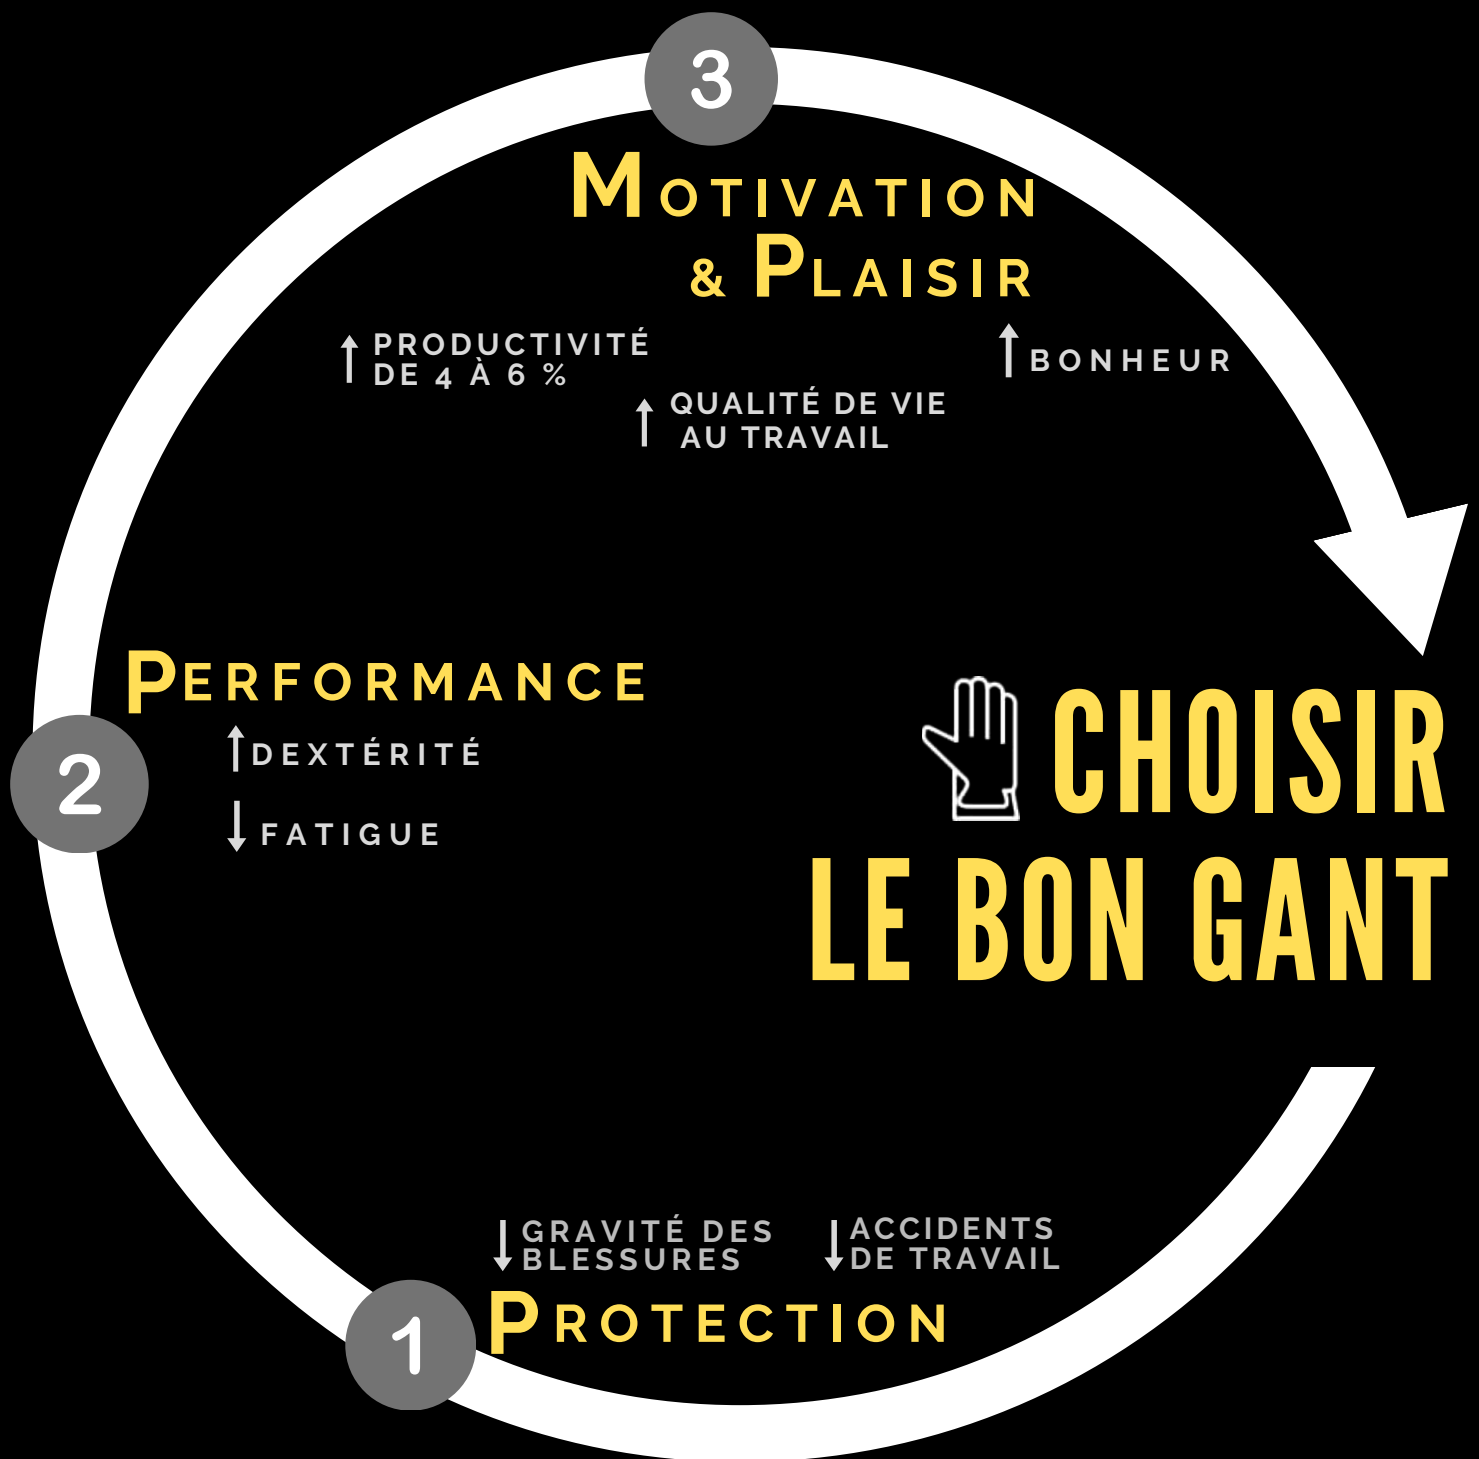 3
MOTIVATION
& PLAISIR
↑ PRODUCTIVITÉ
DE 4 À 6 %
↑ QUALITÉ DE VIE
AU TRAVAIL
↑ BONHEUR
2
PERFORMANCE
↑ DEXTÉRITÉ
↓ FATIGUE
CHOISIR
LE BON GANT
↓ GRAVITÉ DES
BLESSURES
↓ ACCIDENTS
DE TRAVAIL
1
PROTECTION